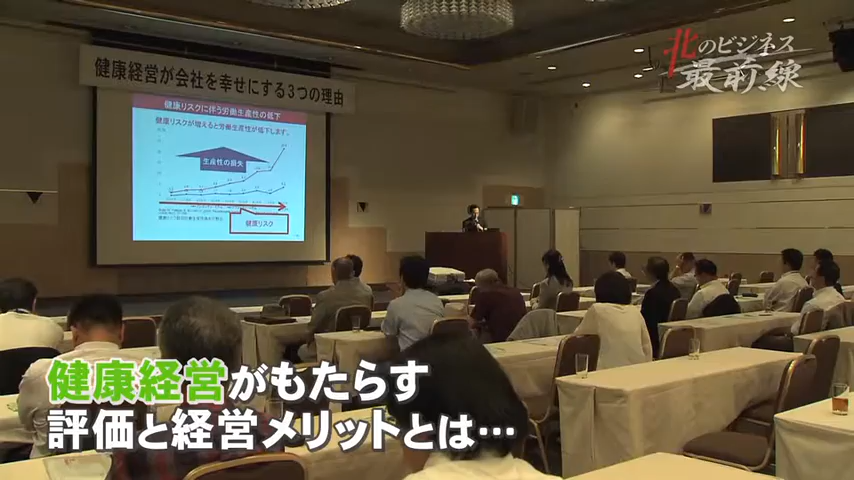 北のビジネス
最前線
健康経営が会社を幸せにする3つの理由
健康リスクに伴う労働生産性の低下
健康リスクが増えると労働生産性が低下します。
生産性の損失
健康リスク
健康経営がもたらす
評価と経営メリットとは…